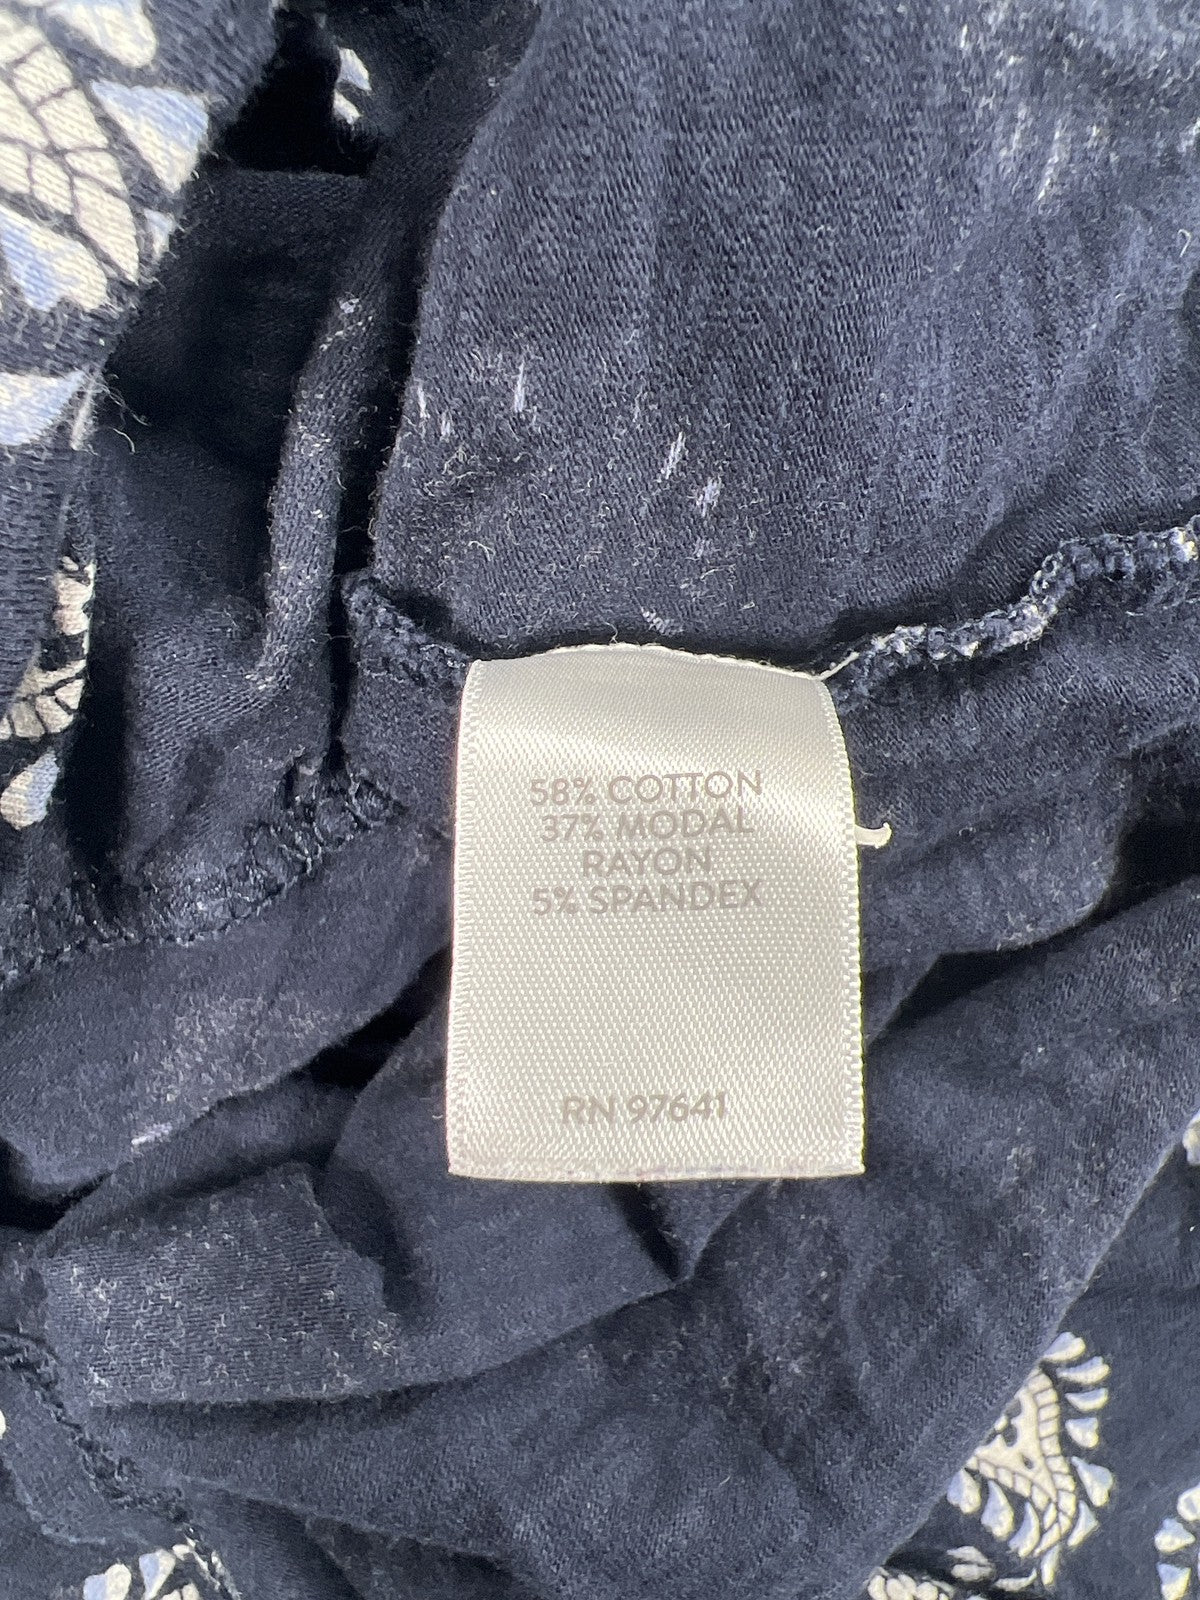 58% COTTON
37% MODAL
RAYON
5% SPANDEX
RN 97641